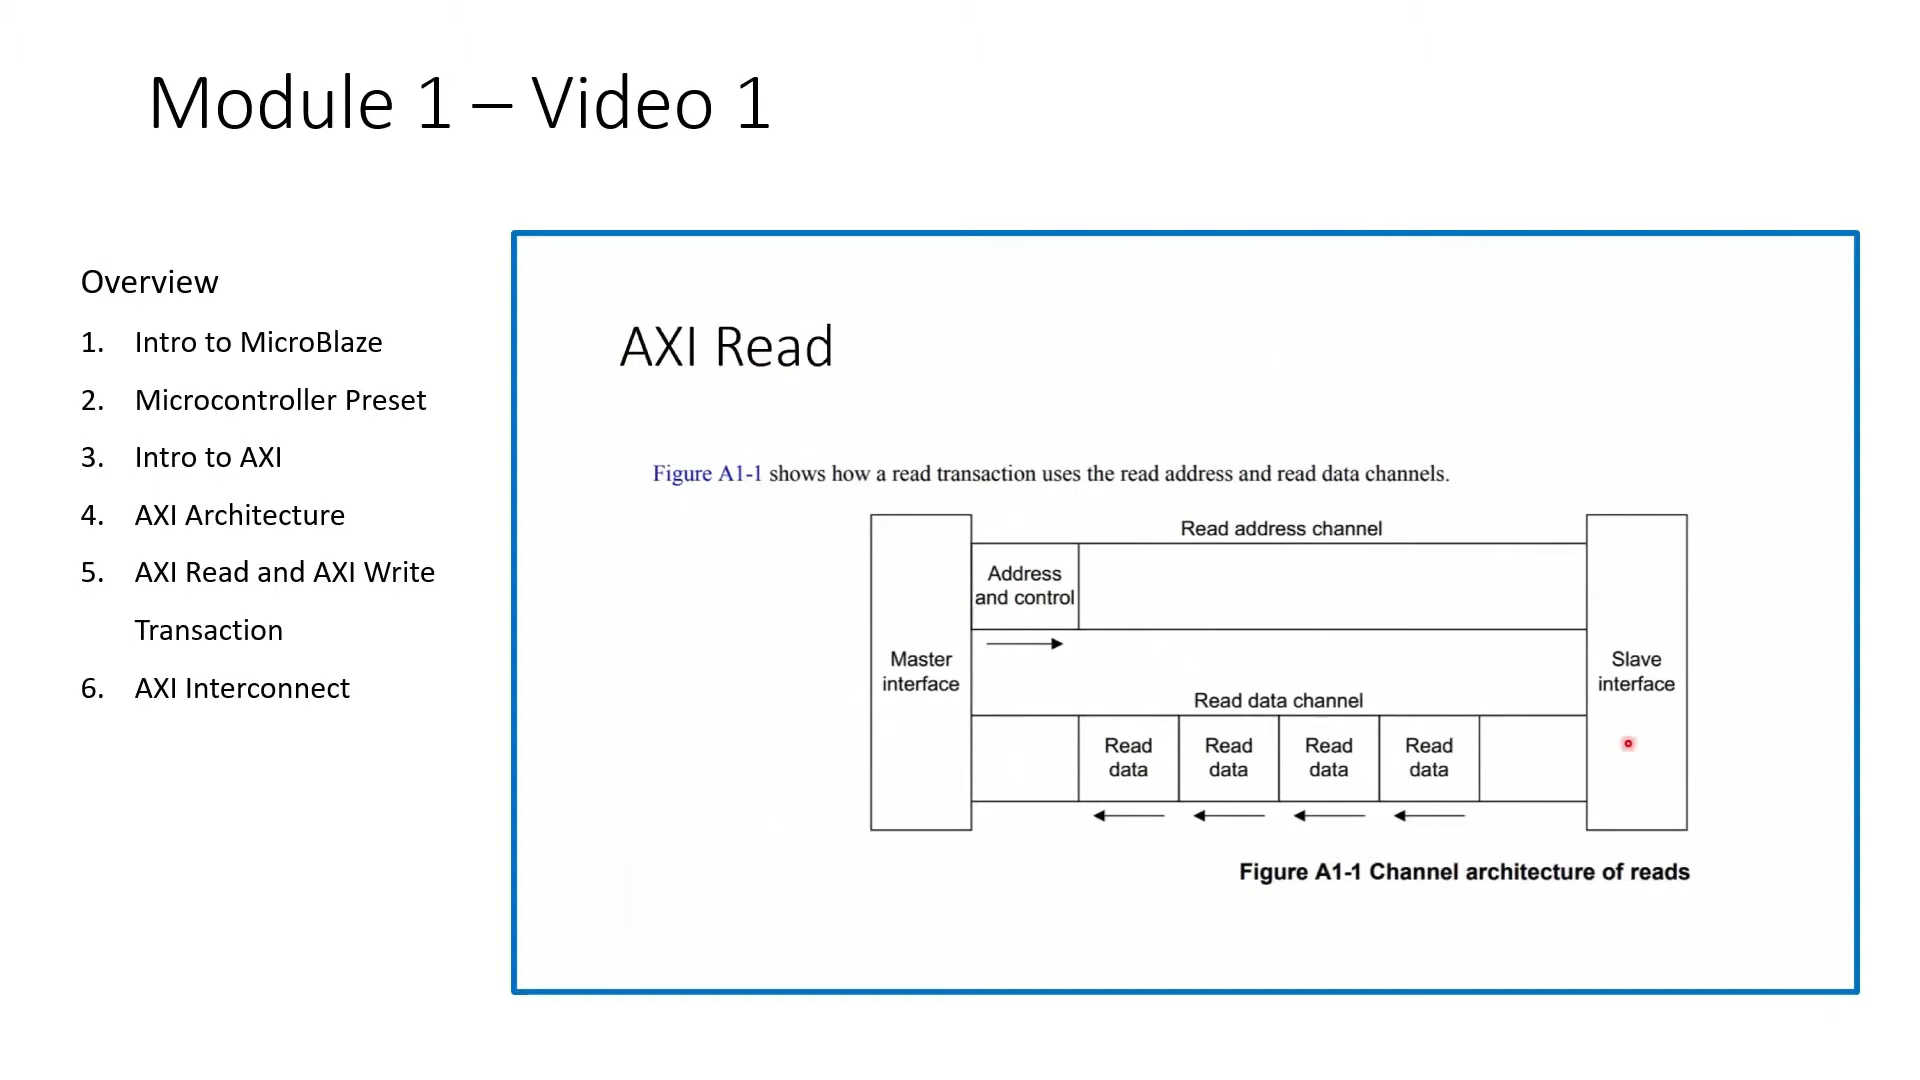 Module 1 – Video 1
Overview
1. Intro to MicroBlaze
2. Microcontroller Preset
3. Intro to AXI
4. AXI Architecture
5. AXI Read and AXI Write
Transaction
6. AXI Interconnect
AXI Read
Figure A1-1 shows how a read transaction uses the read address and read data channels.
Read address channel
Address
and control
Master
interface
Slave
interface
Read data channel
Read
data
Read
data
Read
data
Read
data
Figure A1-1 Channel architecture of reads